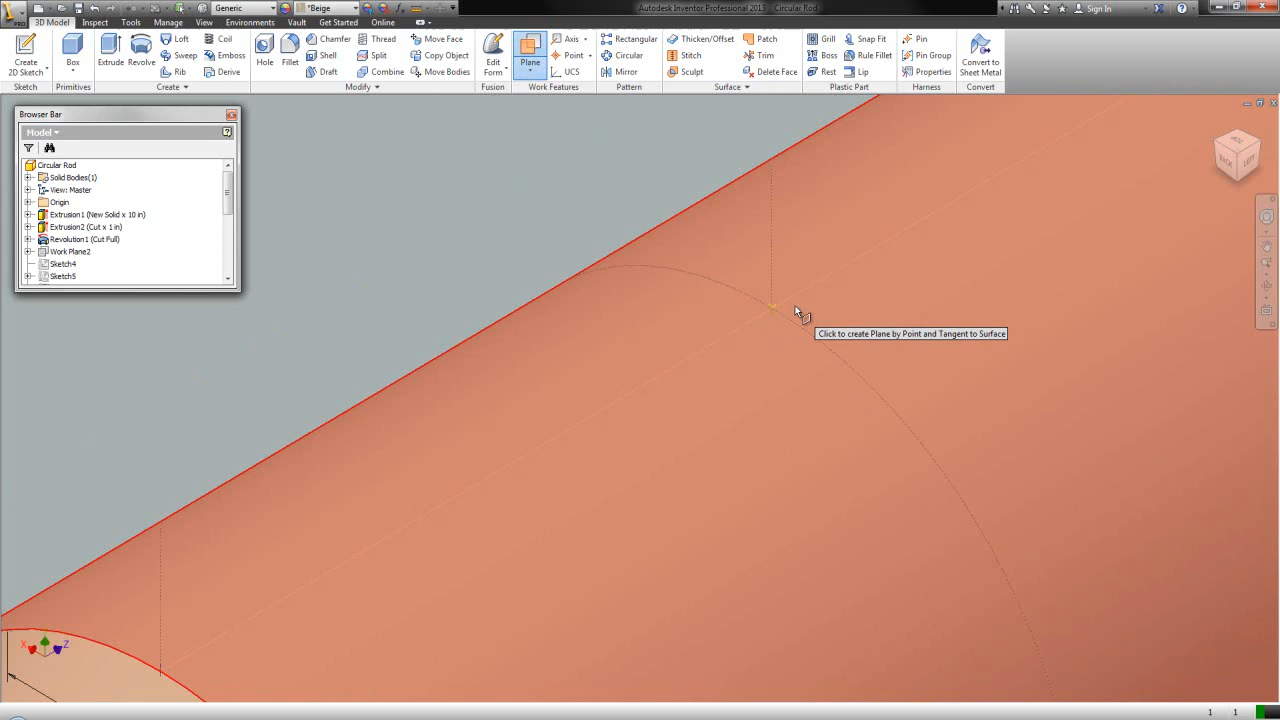 PRO
Generic
*Beige
Autodesk Inventor Professional 2013 Circular Rod
Sign In
3D Model Inspect Tools Manage View Environments Vault Get Started Online
Create
2D Sketch
Box
Extrude Revolve
Loft
Sweep
Rib
Coil
Emboss
Derive
Hole Fillet
Chamfer
Shell
Draft
Thread
Split
Combine
Move Face
Copy Object
Move Bodies
Edit
Form
Plane
Axis
Point
UCS
Rectangular
Circular
Mirror
Thicken/Offset
Stitch
Sculpt
Patch
Trim
Delete Face
Grill
Boss
Rest
Snap Fit
Rule Fillet
Lip
Pin
Pin Group
Properties
Convert to
Sheet Metal
Sketch Primitives Create Modify Fusion Work Features Pattern Surface Plastic Part Harness Convert
Browser Bar
Model
Circular Rod
Solid Bodies(1)
View: Master
Origin
Extrusion1 (New Solid x 10 in)
Extrusion2 (Cut x 1 in)
Revolution1 (Cut Full)
Work Plane2
Sketch4
Sketch5
BACK LEFT
Click to create Plane by Point and Tangent to Surface
X Z
1 1